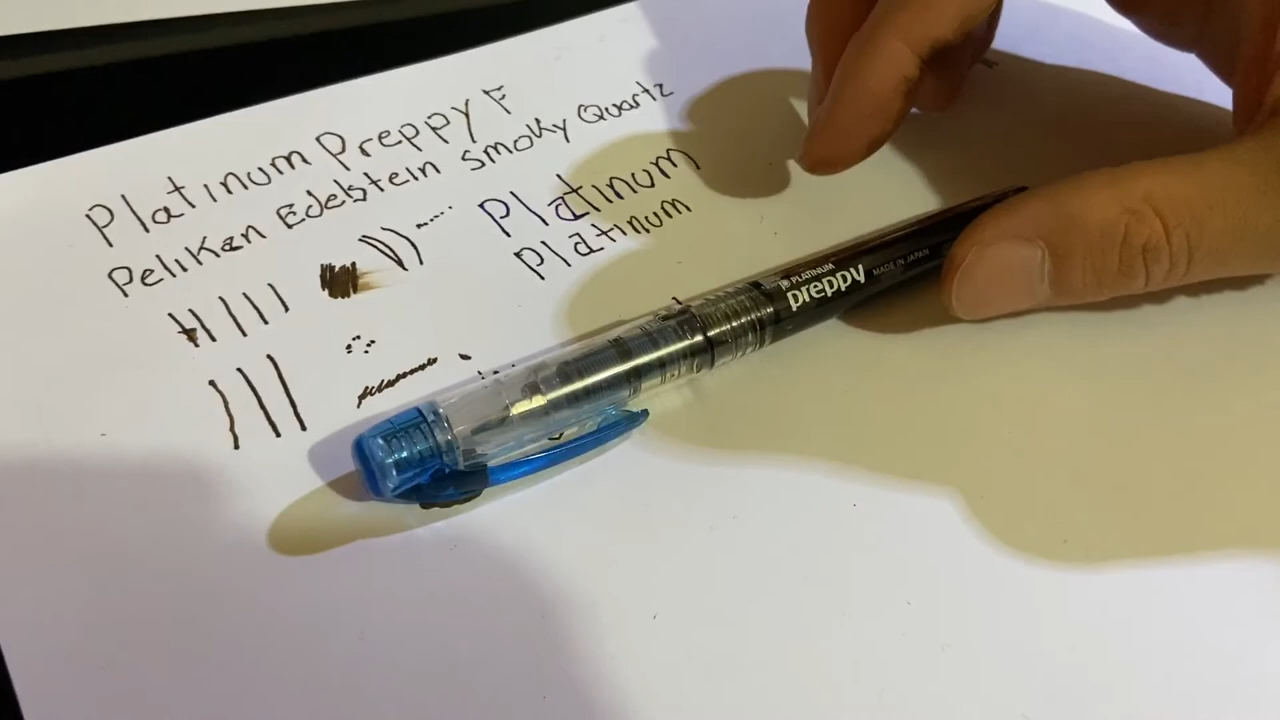 Platinum Preppy F
Pelikan Edelstein Smoky Quartz
Platinum
Platinum
PLATINUM
preppy MADE IN JAPAN